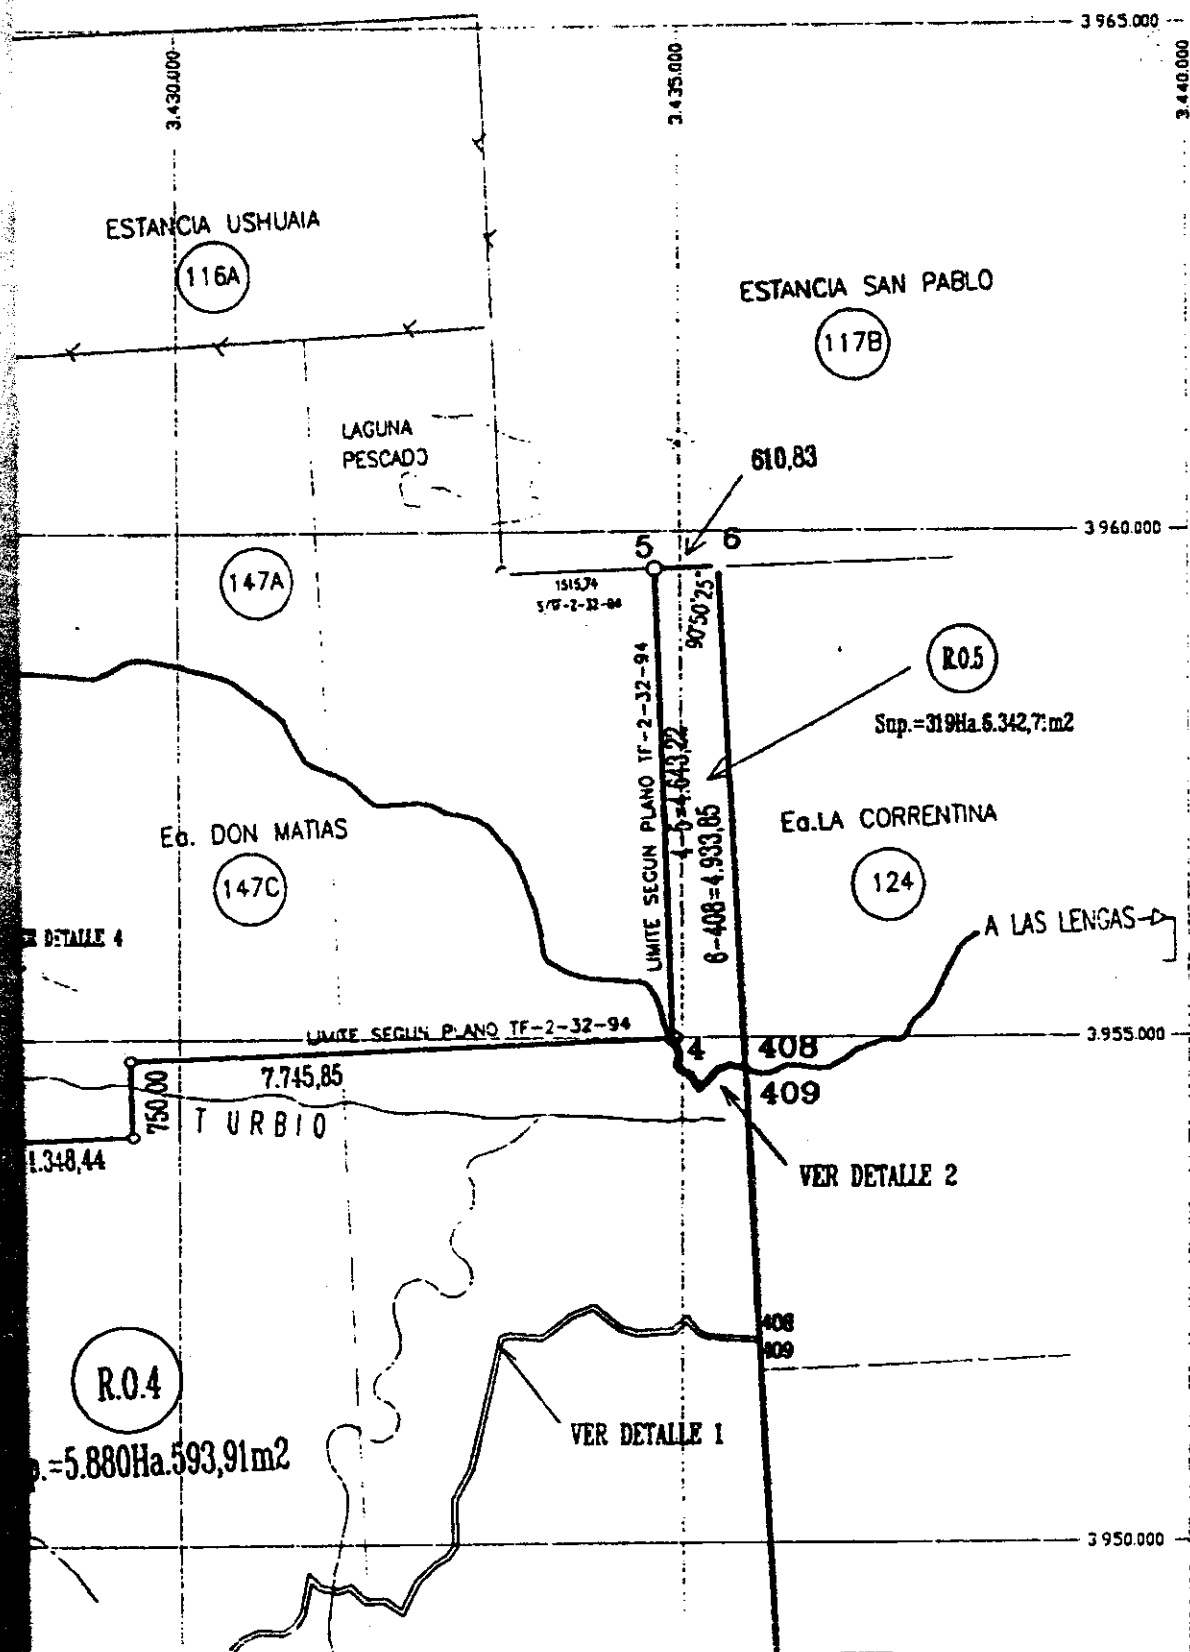 3 965.000
3.430.000
3.435.000
3.440.000
ESTANCIA USHUAIA
116A
ESTANCIA SAN PABLO
117B
LAGUNA
PESCADO
610,83
3 960.000
5
6
147A
1515,74
90°50'25"
R.O.5
Sup.=319Ha.6.342,71m2
LIMITE SEGUN PLANO TF-2-32-94
4-5=4.643,22
6-408=4.933,85
Ea. DON MATIAS
147C
Ea.LA CORRENTINA
124
DETALLE 4
A LAS LENGAS
LIMITE SEGUN PLANO TF-2-32-94
3 955.000
4
408
409
7.745,85
750,00
T URBIO
1.348,44
VER DETALLE 2
408
409
R.O.4
VER DETALLE 1
.=5.880Ha.593,91m2
3 950.000